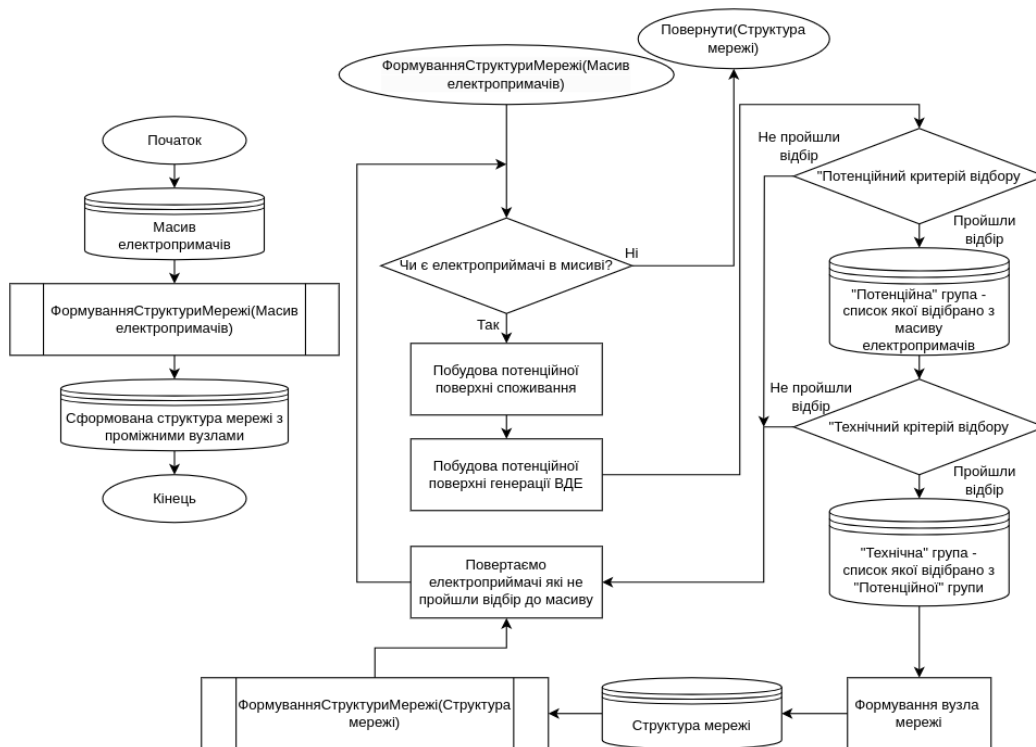 Початок
Масив
електропримачів
ФормуванняСтруктуриМережі(Масив
електропримачів)
Сформована структура мережі з
проміжними вузлами
Кінець
ФормуванняСтруктуриМережі(Масив
електропримачів)
Повернути(Структура
мережі)
Чи є електроприймачі в мисиві?
Ні
Так
Побудова потенційної
поверхні споживання
Побудова потенційної
поверхні генерації ВДЕ
Повертаємо
електроприймачі які не
пройшли відбір до масиву
Не пройшли
відбір
"Потенційний критерій відбору
Пройшли
відбір
"Потенційна" група -
список якої відібрано з
масиву
електропримачів
Не пройшли
відбір
"Технічний крітерій відбору
Пройшли
відбір
"Технічна" група -
список якої відібрано з
"Потенційної" групи
Формування вузла
мережі
Структура мережі
ФормуванняСтруктуриМережі(Структура
мережі)